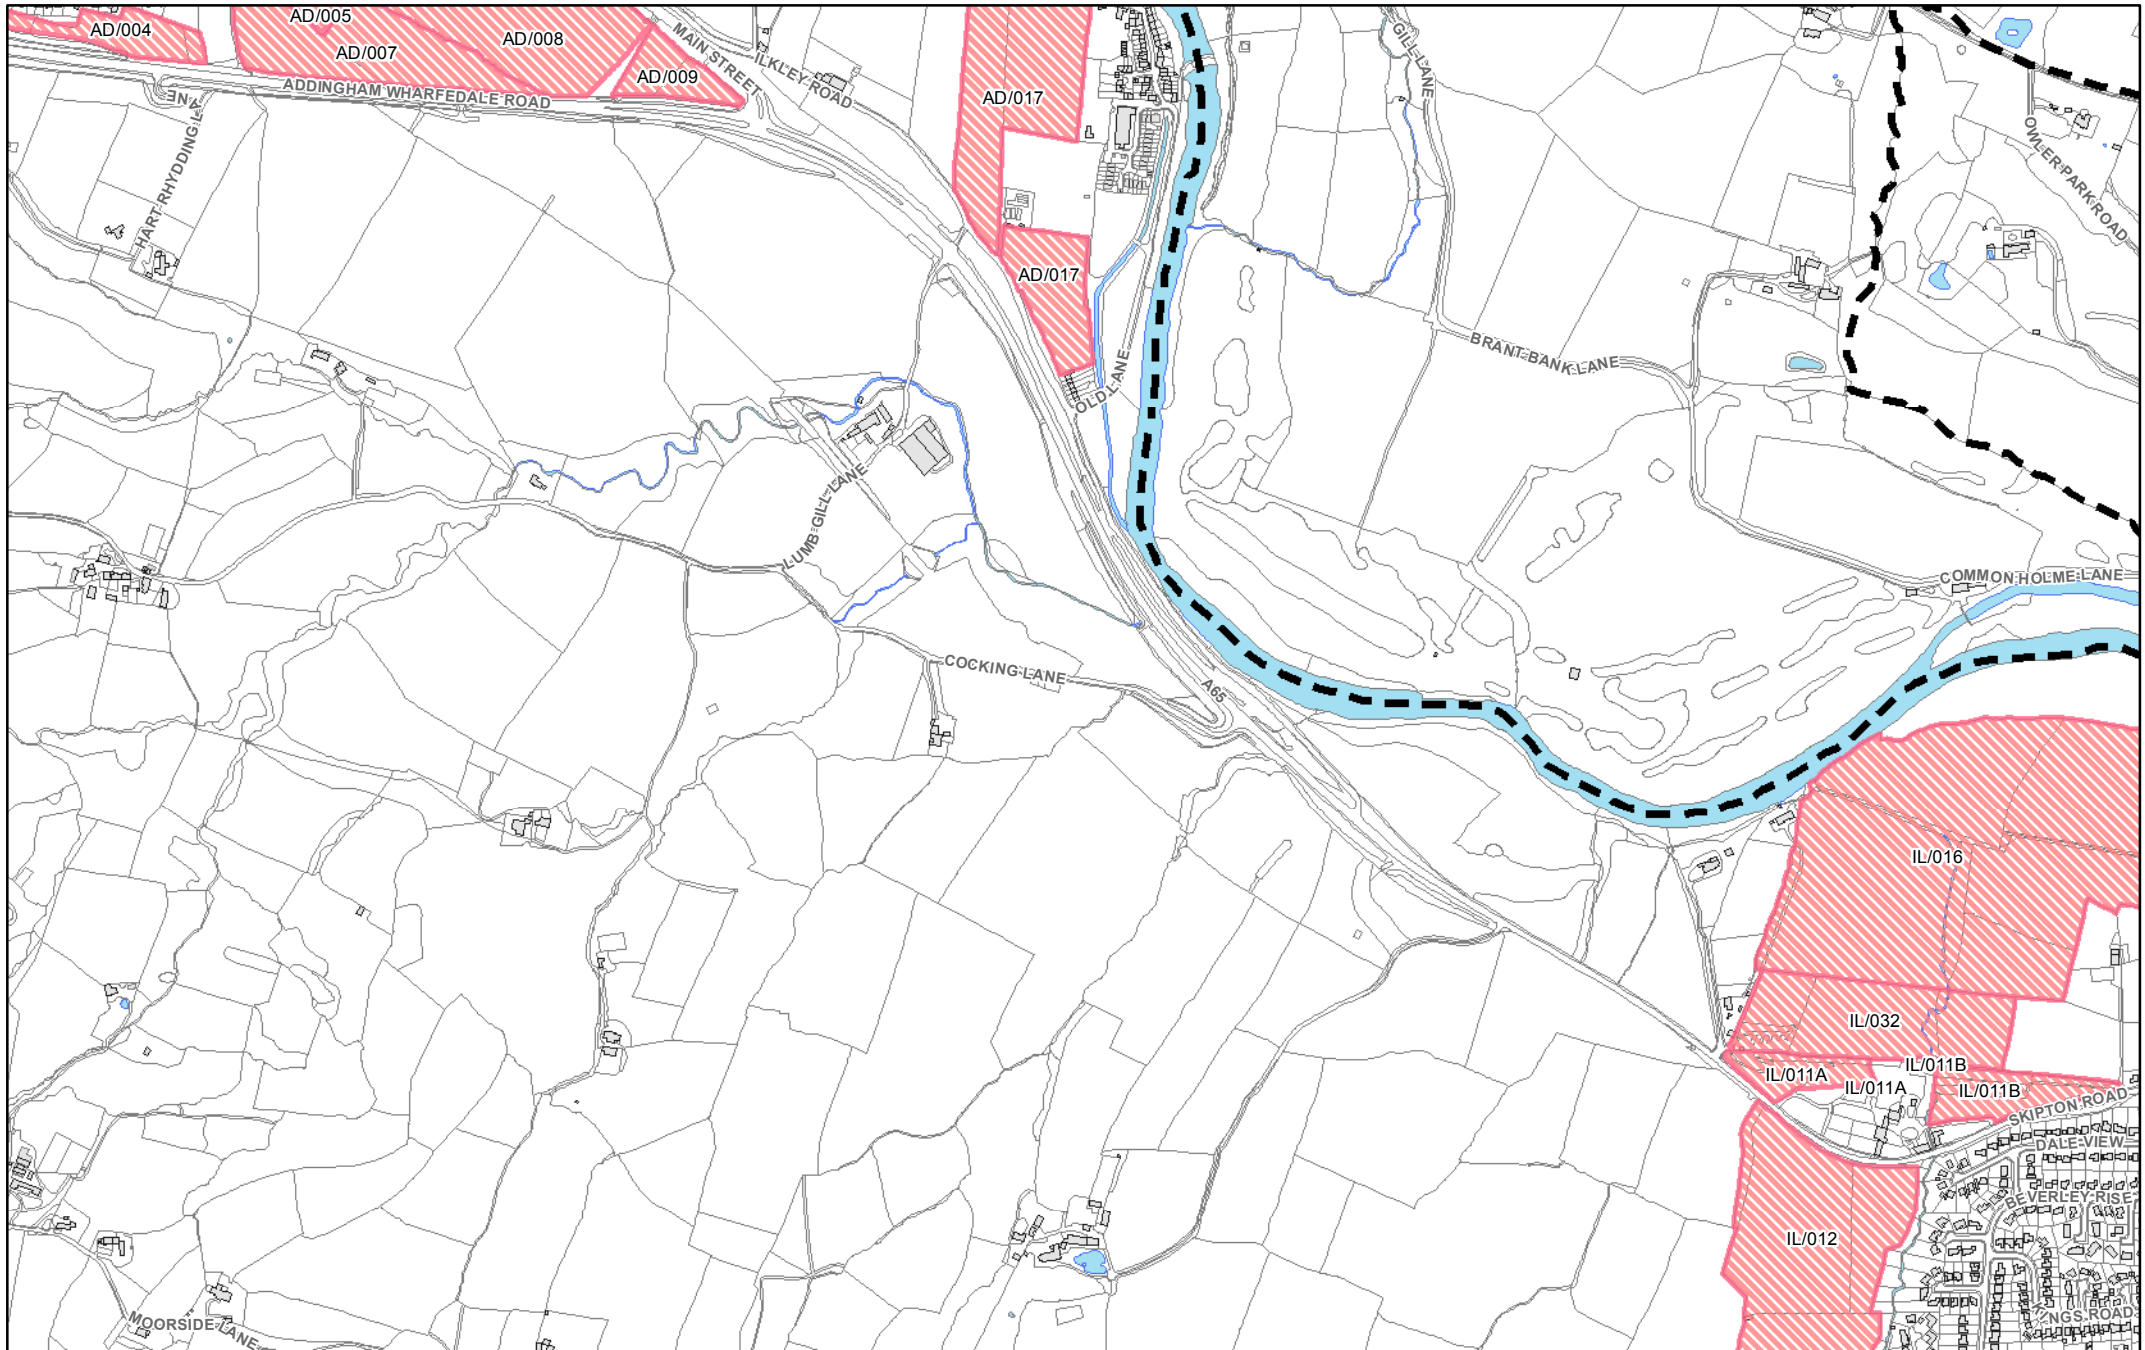 AD/004
AD/005
AD/007
AD/008
AD/009
MAIN STREET
ILKLEY ROAD
AD/017
GILL LANE
ADDINGHAM WHARFEDALE ROAD
HART RHYDDING LANE
OWLER PARK ROAD
AD/017
BRANT BANK LANE
OLD LANE
LUMB GILL LANE
COMMON HOLME LANE
COCKING LANE
A65
IL/016
IL/032
IL/011A
IL/011A
IL/011B
IL/011B
SKIPTON ROAD
DALE VIEW
BEVERLEY RISE
IL/012
KINGS ROAD
MOORSIDE LANE